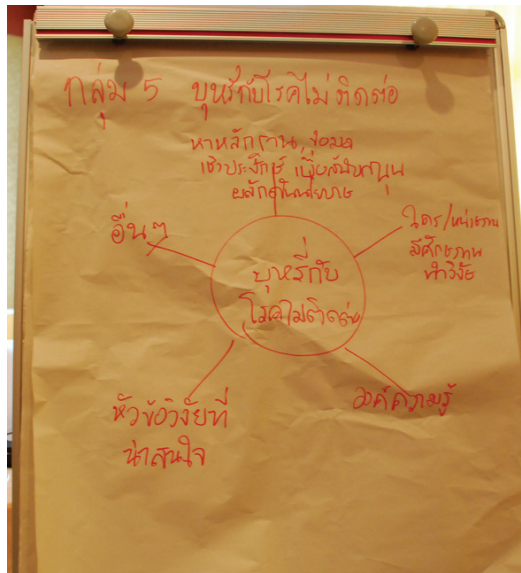 กลุ่ม 5 บุหรี่กับโรคไม่ติดต่อ
หาหลักฐาน ข้อมูล
เชิงประจักษ์ เพื่อสนับสนุน
ผลักดันนโยบาย
อื่นๆ
ใคร/หน่วยงาน
มีศักยภาพ
ทำวิจัย
บุหรี่กับ
โรคไม่ติดต่อ
หัวข้อวิจัยที่
น่าสนใจ
องค์ความรู้